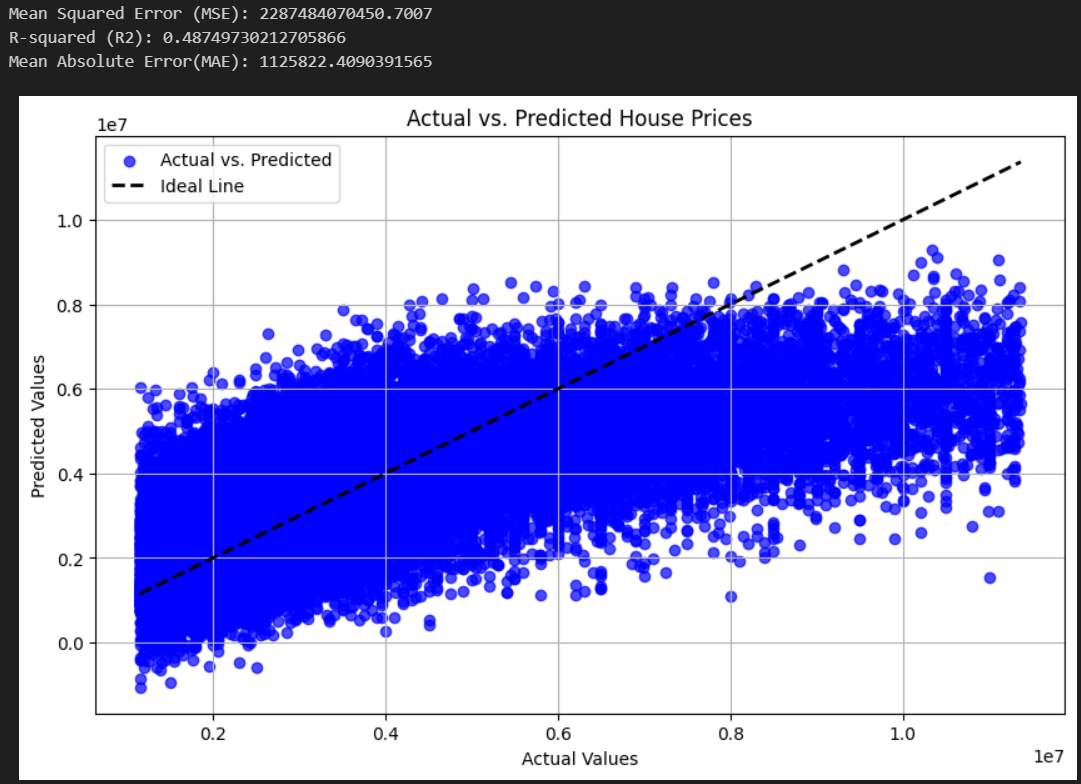 Mean Squared Error (MSE): 2287484070450.7007
R-squared (R2): 0.48749730212705866
Mean Absolute Error(MAE): 1125822.4090391565
Actual vs. Predicted House Prices
1e7
Actual vs. Predicted
Ideal Line
1.0
0.8
0.6
0.4
0.2
0.0
Predicted Values
0.2 0.4 0.6 0.8 1.0
1e7
Actual Values